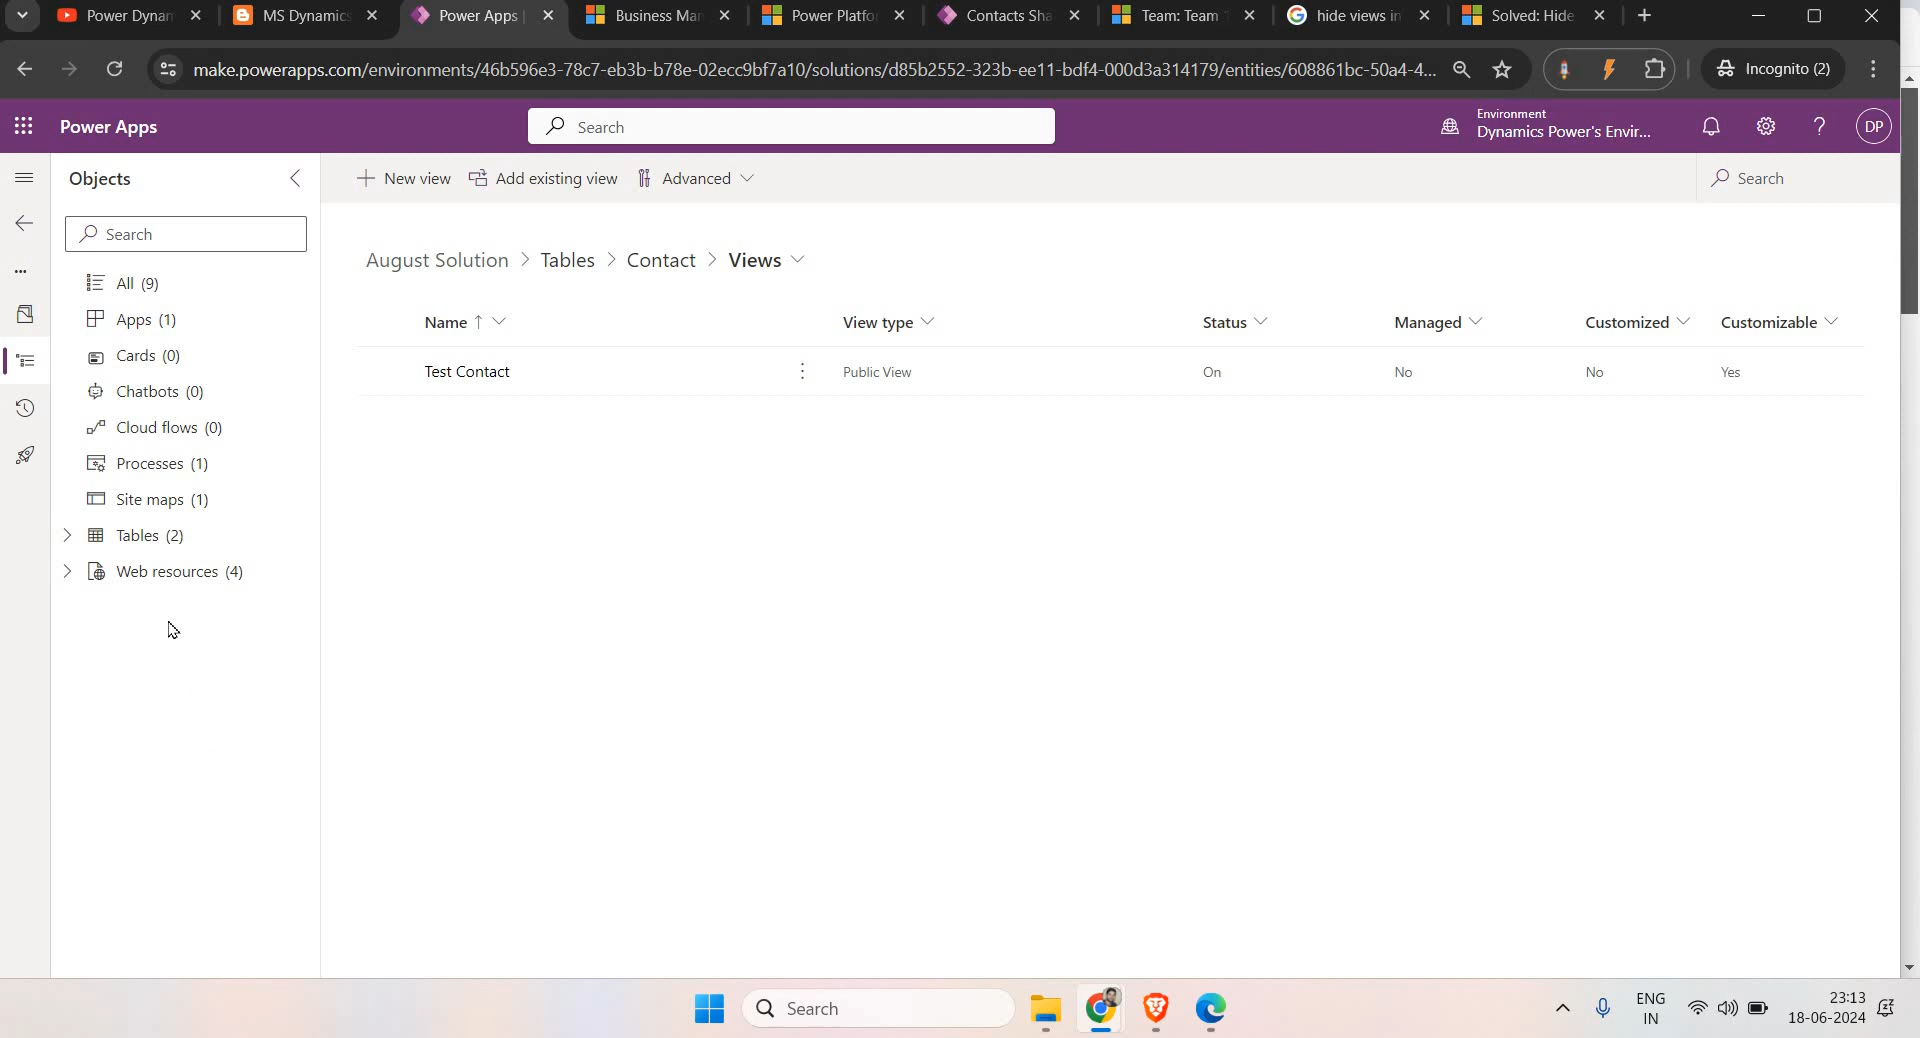 Power Dynan
MS Dynamics
Power Apps |
Business Man
Power Platfo
Contacts Sha
Team: Team
hide views in
Solved: Hide
make.powerapps.com/environments/46b596e3-78c7-eb3b-b78e-02ecc9bf7a10/solutions/d85b2552-323b-ee11-bdf4-000d3a314179/entities/608861bc-50a4-4...
Incognito (2)
Power Apps
Search
Environment
Dynamics Power's Envir...
DP
Objects
New view
Add existing view
Advanced
Search
Search
August Solution > Tables > Contact > Views
All (9)
Apps (1)
Cards (0)
Chatbots (0)
Cloud flows (0)
Processes (1)
Site maps (1)
Tables (2)
Web resources (4)
Name ↑
View type
Status
Managed
Customized
Customizable
Test Contact
Public View
On
No
No
Yes
Search
ENG
IN
23:13
18-06-2024